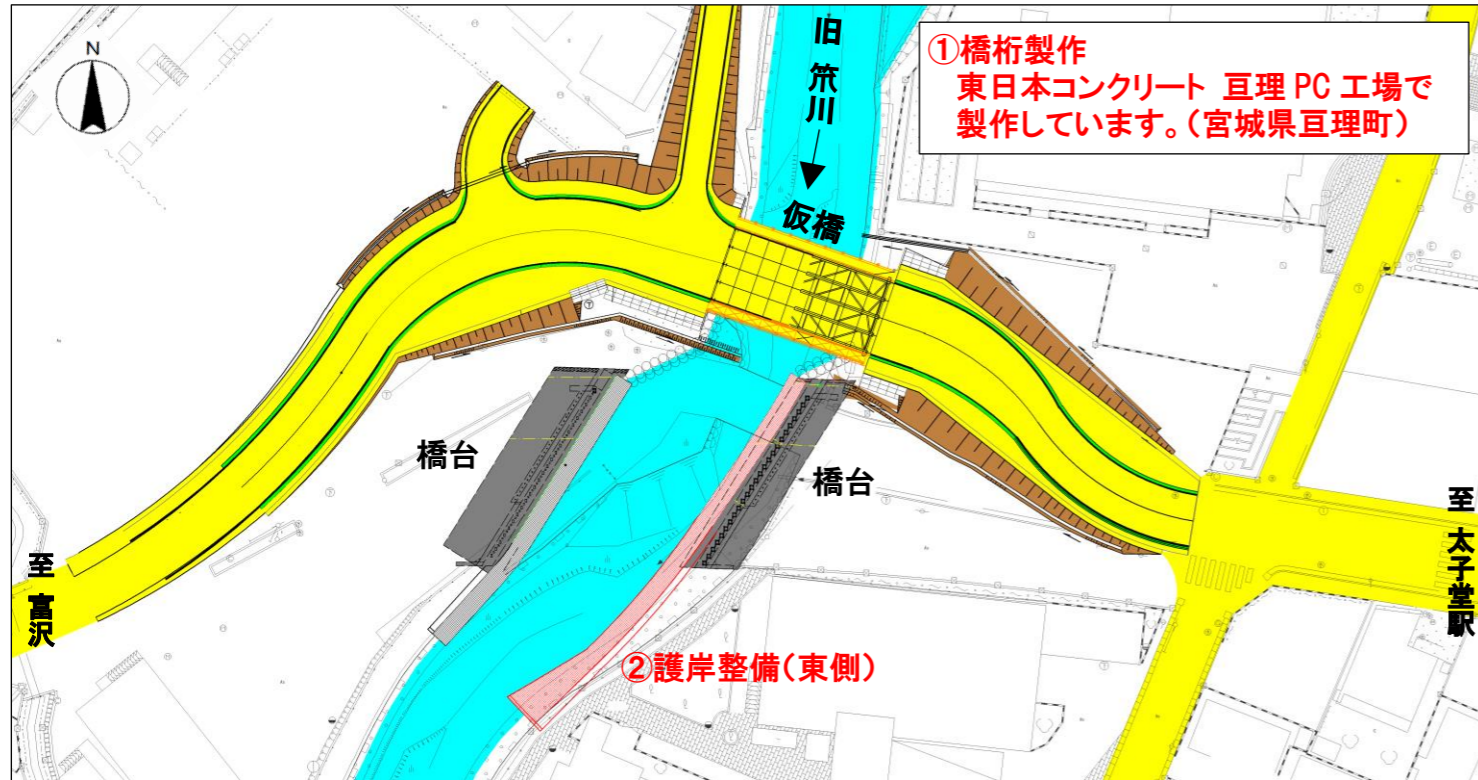 N
旧笊川
①橋桁製作
東日本コンクリート 亘理 PC 工場で
製作しています。（宮城県亘理町）
仮橋
橋台
橋台
至 富沢
至 太子堂駅
②護岸整備（東側）